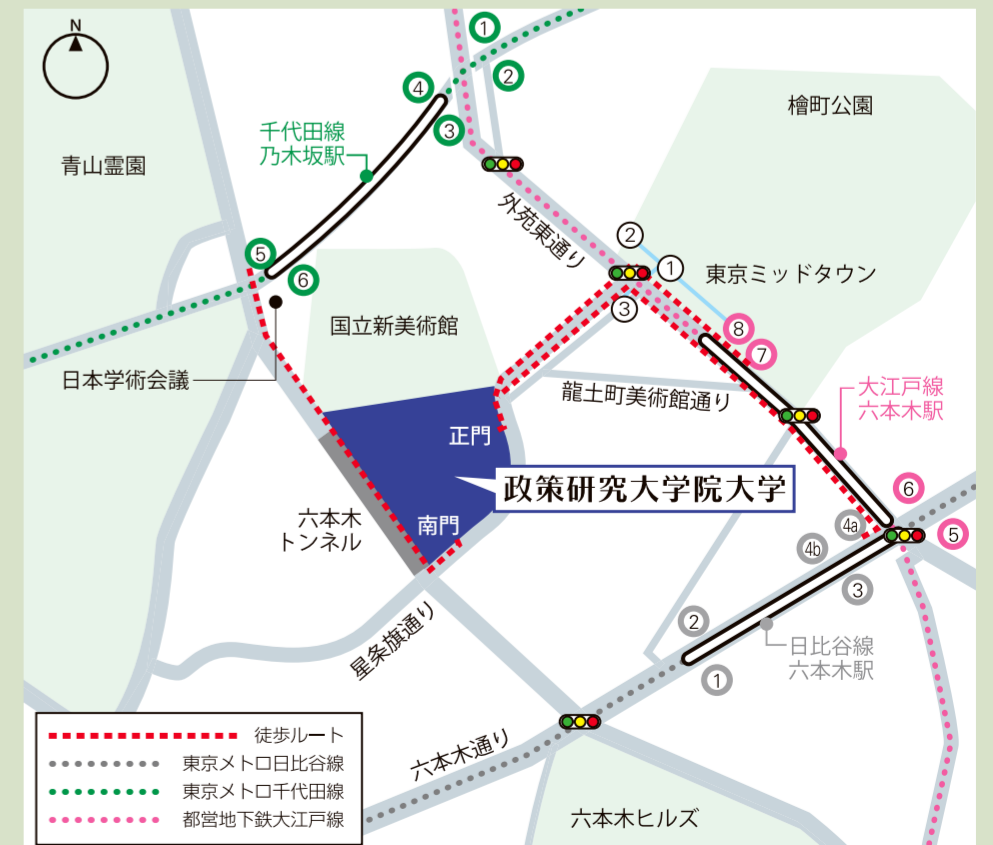 N
①
②
④
③
千代田線
乃木坂駅
青山霊園
檜町公園
外苑東通り
⑤
⑥
②
①
③
東京ミッドタウン
国立新美術館
⑧
⑦
日本学術会議
龍土町美術館通り
大江戸線
六本木駅
正門
政策研究大学院大学
南門
六本木
トンネル
⑥
⑤
4a
4b
③
②
①
日比谷線
六本木駅
星条旗通り
六本木通り
六本木ヒルズ
徒歩ルート
東京メトロ日比谷線
東京メトロ千代田線
都営地下鉄大江戸線